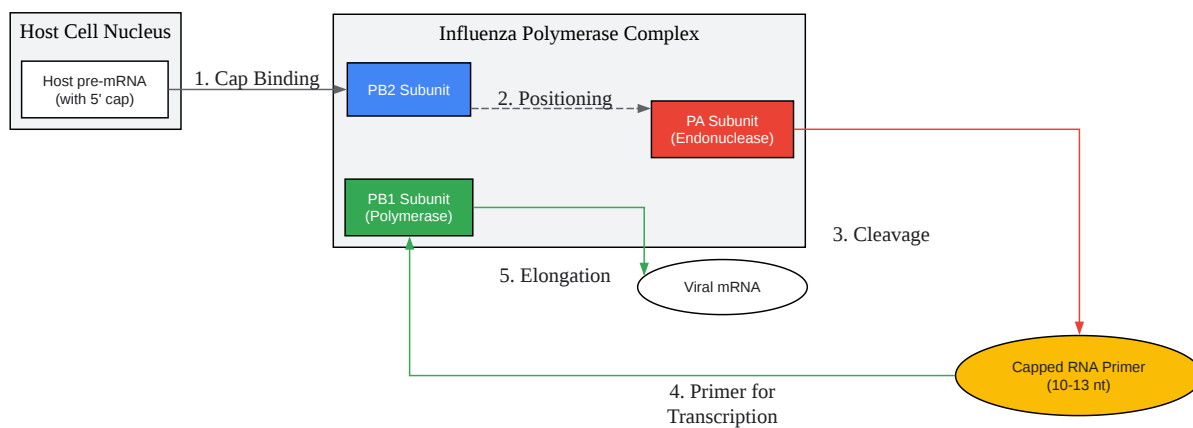 Host Cell Nucleus
Host pre-mRNA
(with 5' cap)
1. Cap Binding
Influenza Polymerase Complex
PB2 Subunit
2. Positioning
PA Subunit
(Endonuclease)
PB1 Subunit
(Polymerase)
3. Cleavage
5. Elongation
Viral mRNA
Capped RNA Primer
(10-13 nt)
4. Primer for
Transcription